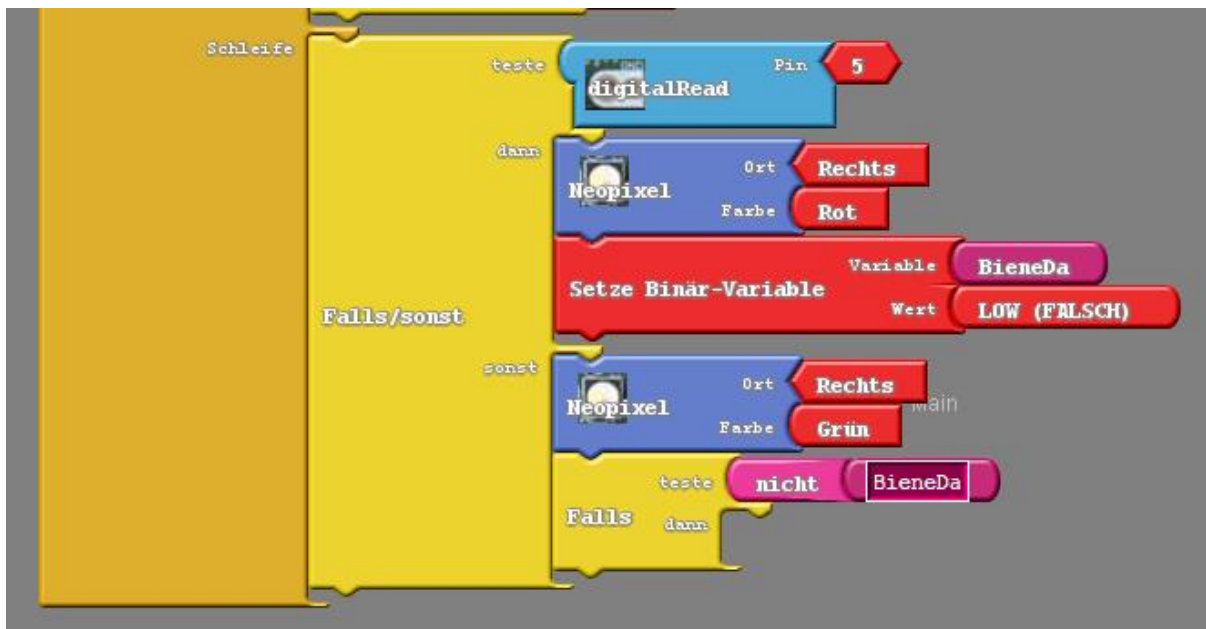 Schleife
teste
digitalRead
Pin
5
dann
Neopixel
Ort
Rechts
Farbe
Rot
Setze Binär-Variable
Variable
BieneDa
Wert
LOW (FALSCH)
Falls/sonst
sonst
Neopixel
Ort
Rechts
Farbe
Grün
Main
Falls
teste
nicht
BieneDa
dann